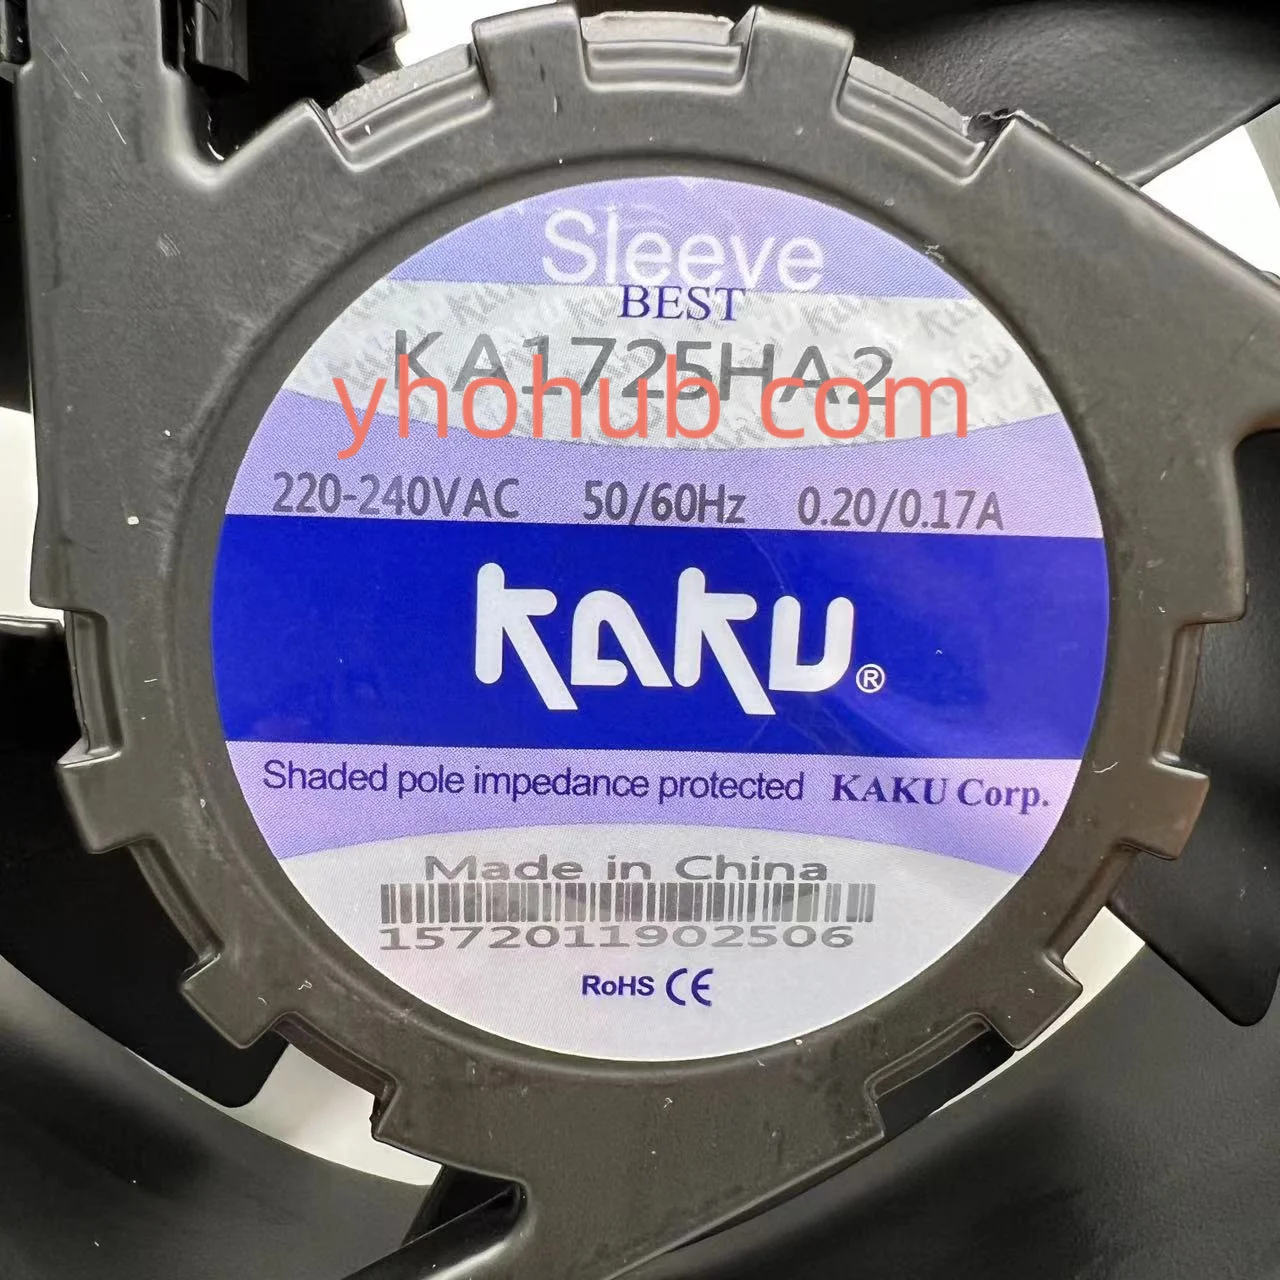 Sleeve
BEST
KA1725HA2
yhohub com
220-240VAC 50/60Hz 0.20/0.17A
KAKU®
Shaded pole impedance protected KAKU Corp.
Made in China
1572011902506
RoHS CE